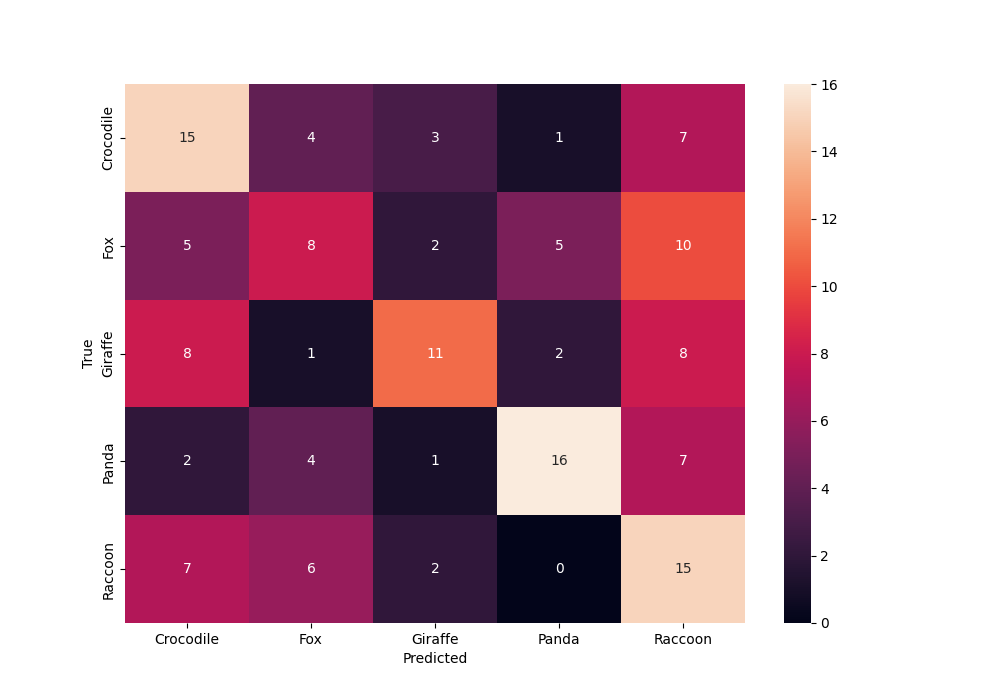 True
Crocodile 15 4 3 1 7
Fox 5 8 2 5 10
Giraffe 8 1 11 2 8
Panda 2 4 1 16 7
Raccoon 7 6 2 0 15
Crocodile Fox Giraffe Panda Raccoon
Predicted
16
14
12
10
8
6
4
2
0